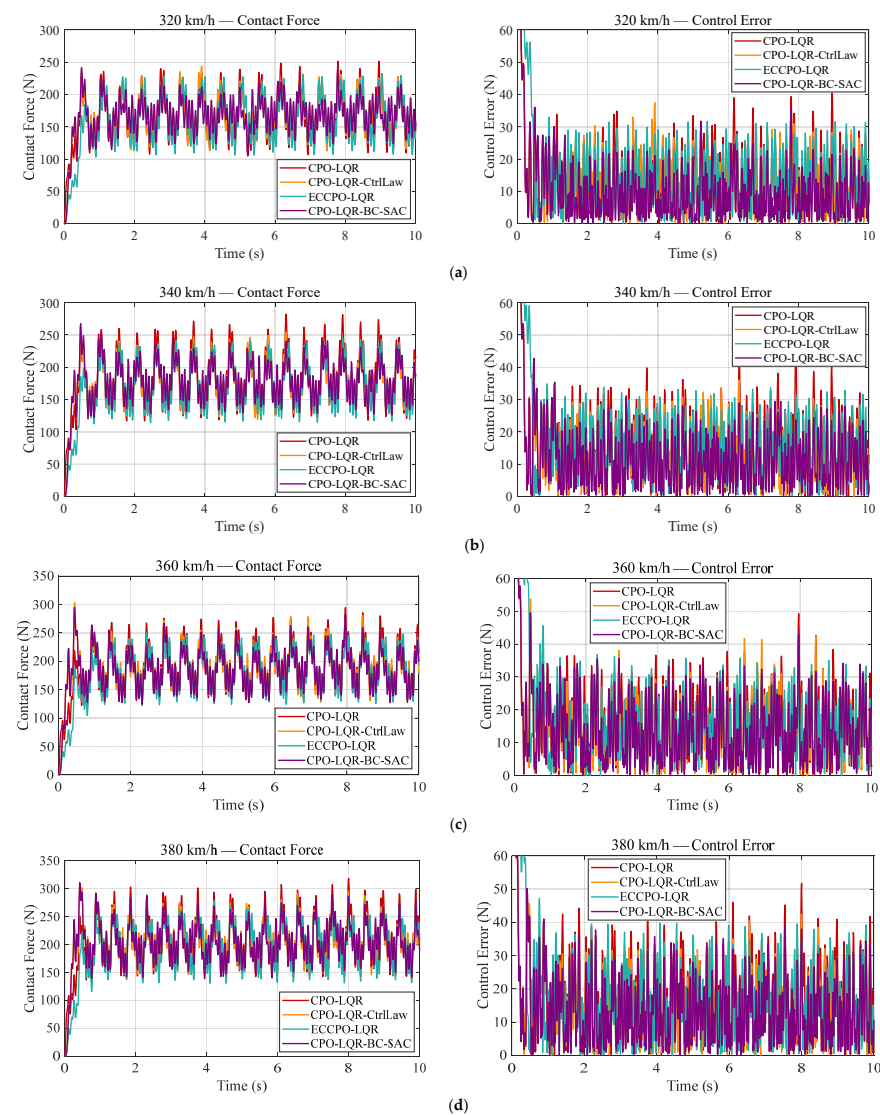 320 km/h — Contact Force
300
250
200
150
100
50
0
0 2 4 6 8 10
Contact Force (N)
Time (s)
CPO-LQR
CPO-LQR-CtrlLaw
ECCPO-LQR
CPO-LQR-BC-SAC
320 km/h — Control Error
60
50
40
30
20
10
0
0 2 4 6 8 10
Control Error (N)
Time (s)
CPO-LQR
CPO-LQR-CtrlLaw
ECCPO-LQR
CPO-LQR-BC-SAC
(a)
340 km/h — Contact Force
300
250
200
150
100
50
0
0 2 4 6 8 10
Contact Force (N)
Time (s)
CPO-LQR
CPO-LQR-CtrlLaw
ECCPO-LQR
CPO-LQR-BC-SAC
340 km/h — Control Error
60
50
40
30
20
10
0
0 2 4 6 8 10
Control Error (N)
Time (s)
CPO-LQR
CPO-LQR-CtrlLaw
ECCPO-LQR
CPO-LQR-BC-SAC
(b)
360 km/h — Contact Force
350
300
250
200
150
100
50
0
0 2 4 6 8 10
Contact Force (N)
Time (s)
CPO-LQR
CPO-LQR-CtrlLaw
ECCPO-LQR
CPO-LQR-BC-SAC
360 km/h — Control Error
60
50
40
30
20
10
0
0 2 4 6 8 10
Control Error (N)
Time (s)
CPO-LQR
CPO-LQR-CtrlLaw
ECCPO-LQR
CPO-LQR-BC-SAC
(c)
380 km/h — Contact Force
350
300
250
200
150
100
50
0
0 2 4 6 8 10
Contact Force (N)
Time (s)
CPO-LQR
CPO-LQR-CtrlLaw
ECCPO-LQR
CPO-LQR-BC-SAC
380 km/h — Control Error
60
50
40
30
20
10
0
0 2 4 6 8 10
Control Error (N)
Time (s)
CPO-LQR
CPO-LQR-CtrlLaw
ECCPO-LQR
CPO-LQR-BC-SAC
(d)